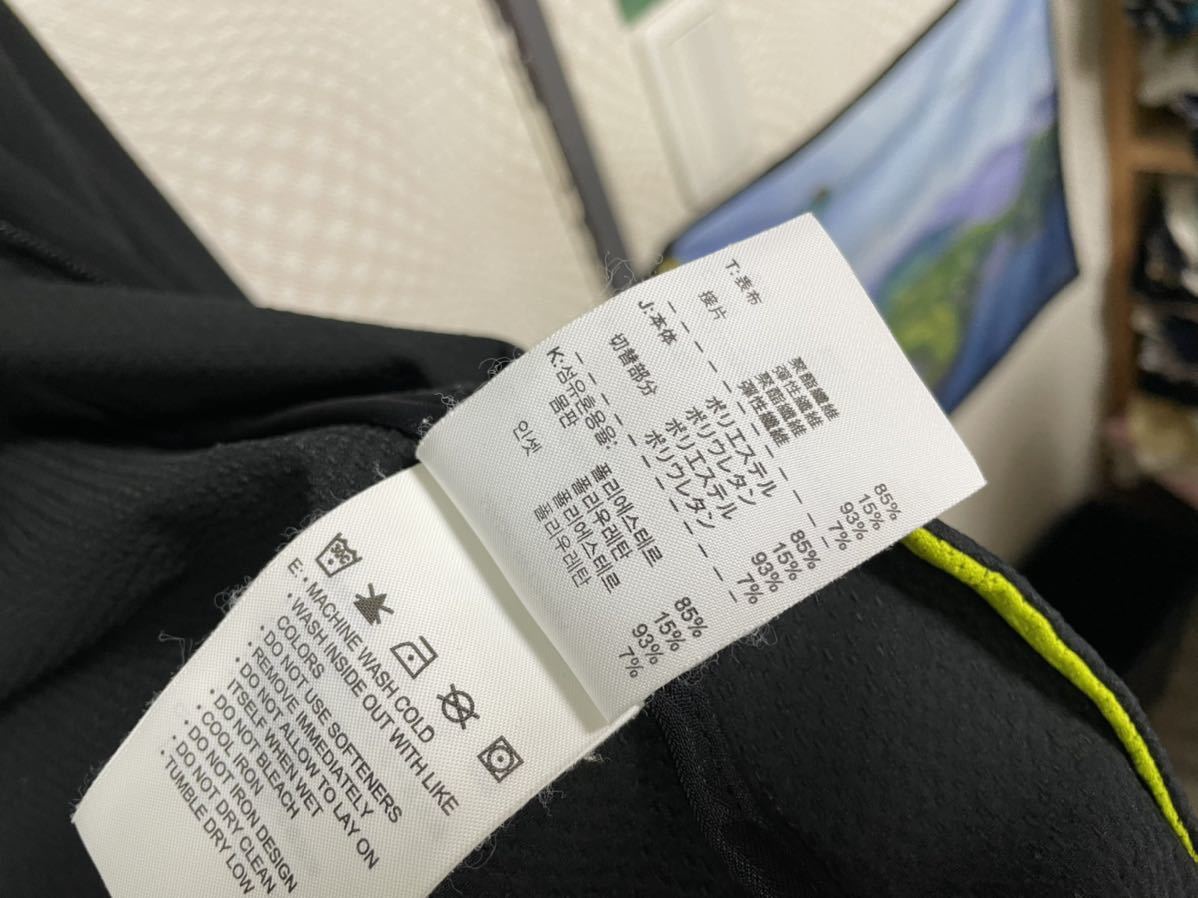 T:表布 聚酯纖維 85%
彈性纖維 15%
接片 聚酯纖維 93%
彈性纖維 7%
J:本体 ポリエステル 85%
ポリウレタン 15%
切替部分 ポリエステル 93%
ポリウレタン 7%
K:섬유혼용율:
몸판 폴리에스테르 85%
폴리우레탄 15%
인셋 폴리에스테르 93%
폴리우레탄 7%
E: • MACHINE WASH COLD
• WASH INSIDE OUT WITH LIKE
COLORS
• DO NOT USE SOFTENERS
• REMOVE IMMEDIATELY
• DO NOT ALLOW TO LAY ON
ITSELF WHEN WET
• DO NOT BLEACH
• COOL IRON
• DO NOT IRON DESIGN
• DO NOT DRY CLEAN
• TUMBLE DRY LOW